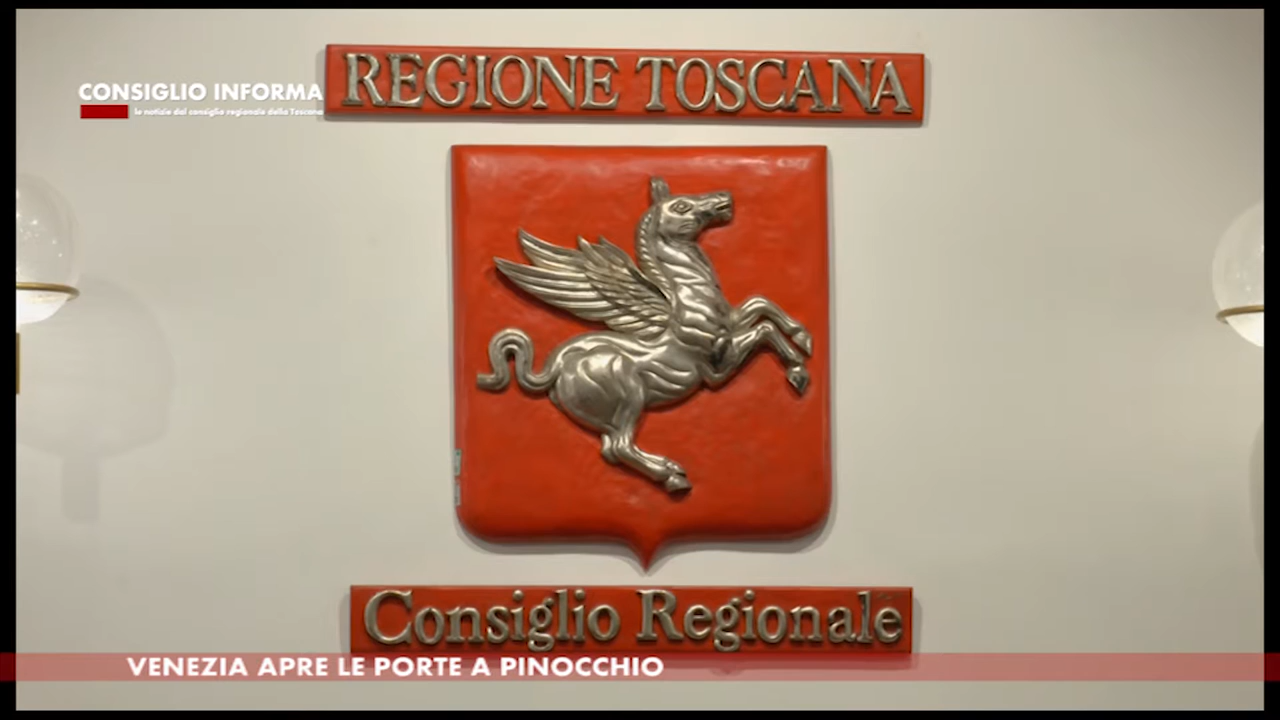 REGIONE TOSCANA
CONSIGLIO INFORMA
le notizie dal consiglio regionale della Toscana
Consiglio Regionale
VENEZIA APRE LE PORTE A PINOCCHIO